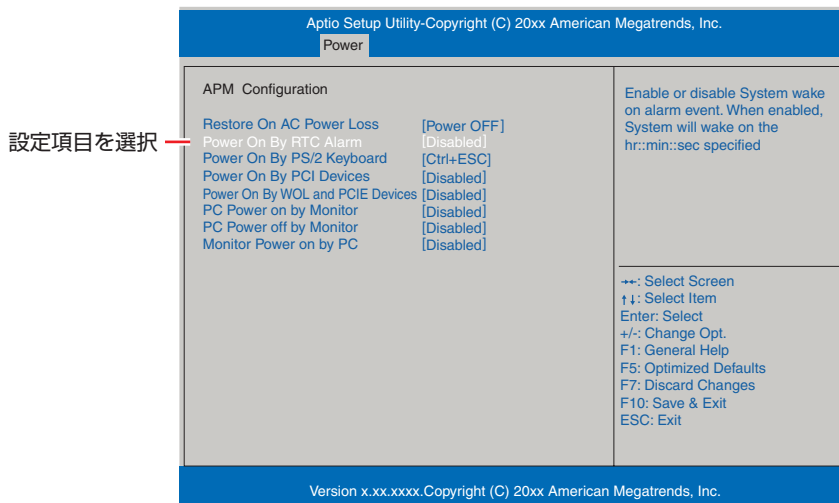 Aptio Setup Utility-Copyright (C) 20xx American Megatrends, Inc.
Power
APM Configuration
Restore On AC Power Loss [Power OFF]
設定項目を選択
Power On By RTC Alarm [Disabled]
Power On By PS/2 Keyboard [Ctrl+ESC]
Power On By PCI Devices [Disabled]
Power On By WOL and PCIE Devices [Disabled]
PC Power on by Monitor [Disabled]
PC Power off by Monitor [Disabled]
Monitor Power on by PC [Disabled]
Enable or disable System wake
on alarm event. When enabled,
System will wake on the
hr::min::sec specified
→←: Select Screen
↑↓: Select Item
Enter: Select
+/-: Change Opt.
F1: General Help
F5: Optimized Defaults
F7: Discard Changes
F10: Save & Exit
ESC: Exit
Version x.xx.xxxx.Copyright (C) 20xx American Megatrends, Inc.